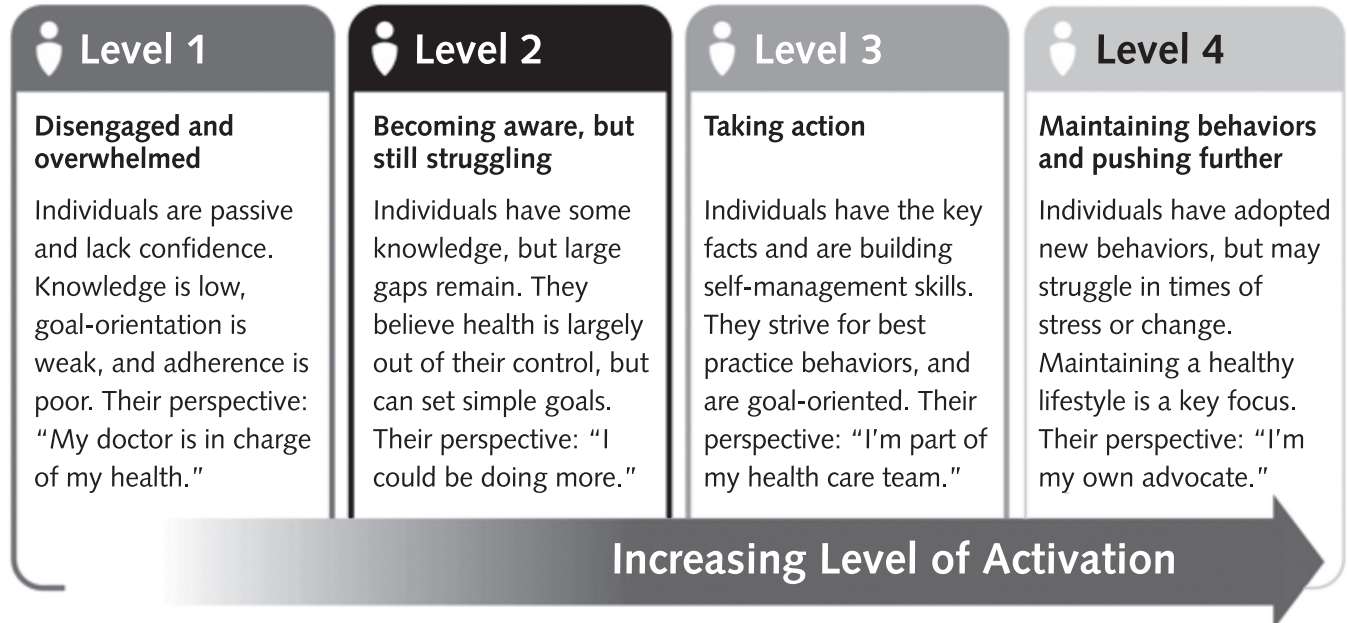 Level 1
Disengaged and
overwhelmed
Individuals are passive
and lack confidence.
Knowledge is low,
goal-orientation is
weak, and adherence is
poor. Their perspective:
“My doctor is in charge
of my health.”
Level 2
Becoming aware, but
still struggling
Individuals have some
knowledge, but large
gaps remain. They
believe health is largely
out of their control, but
can set simple goals.
Their perspective: “I
could be doing more.”
Level 3
Taking action
Individuals have the key
facts and are building
self-management skills.
They strive for best
practice behaviors, and
are goal-oriented. Their
perspective: “I’m part of
my health care team.”
Level 4
Maintaining behaviors
and pushing further
Individuals have adopted
new behaviors, but may
struggle in times of
stress or change.
Maintaining a healthy
lifestyle is a key focus.
Their perspective: “I’m
my own advocate.”
Increasing Level of Activation